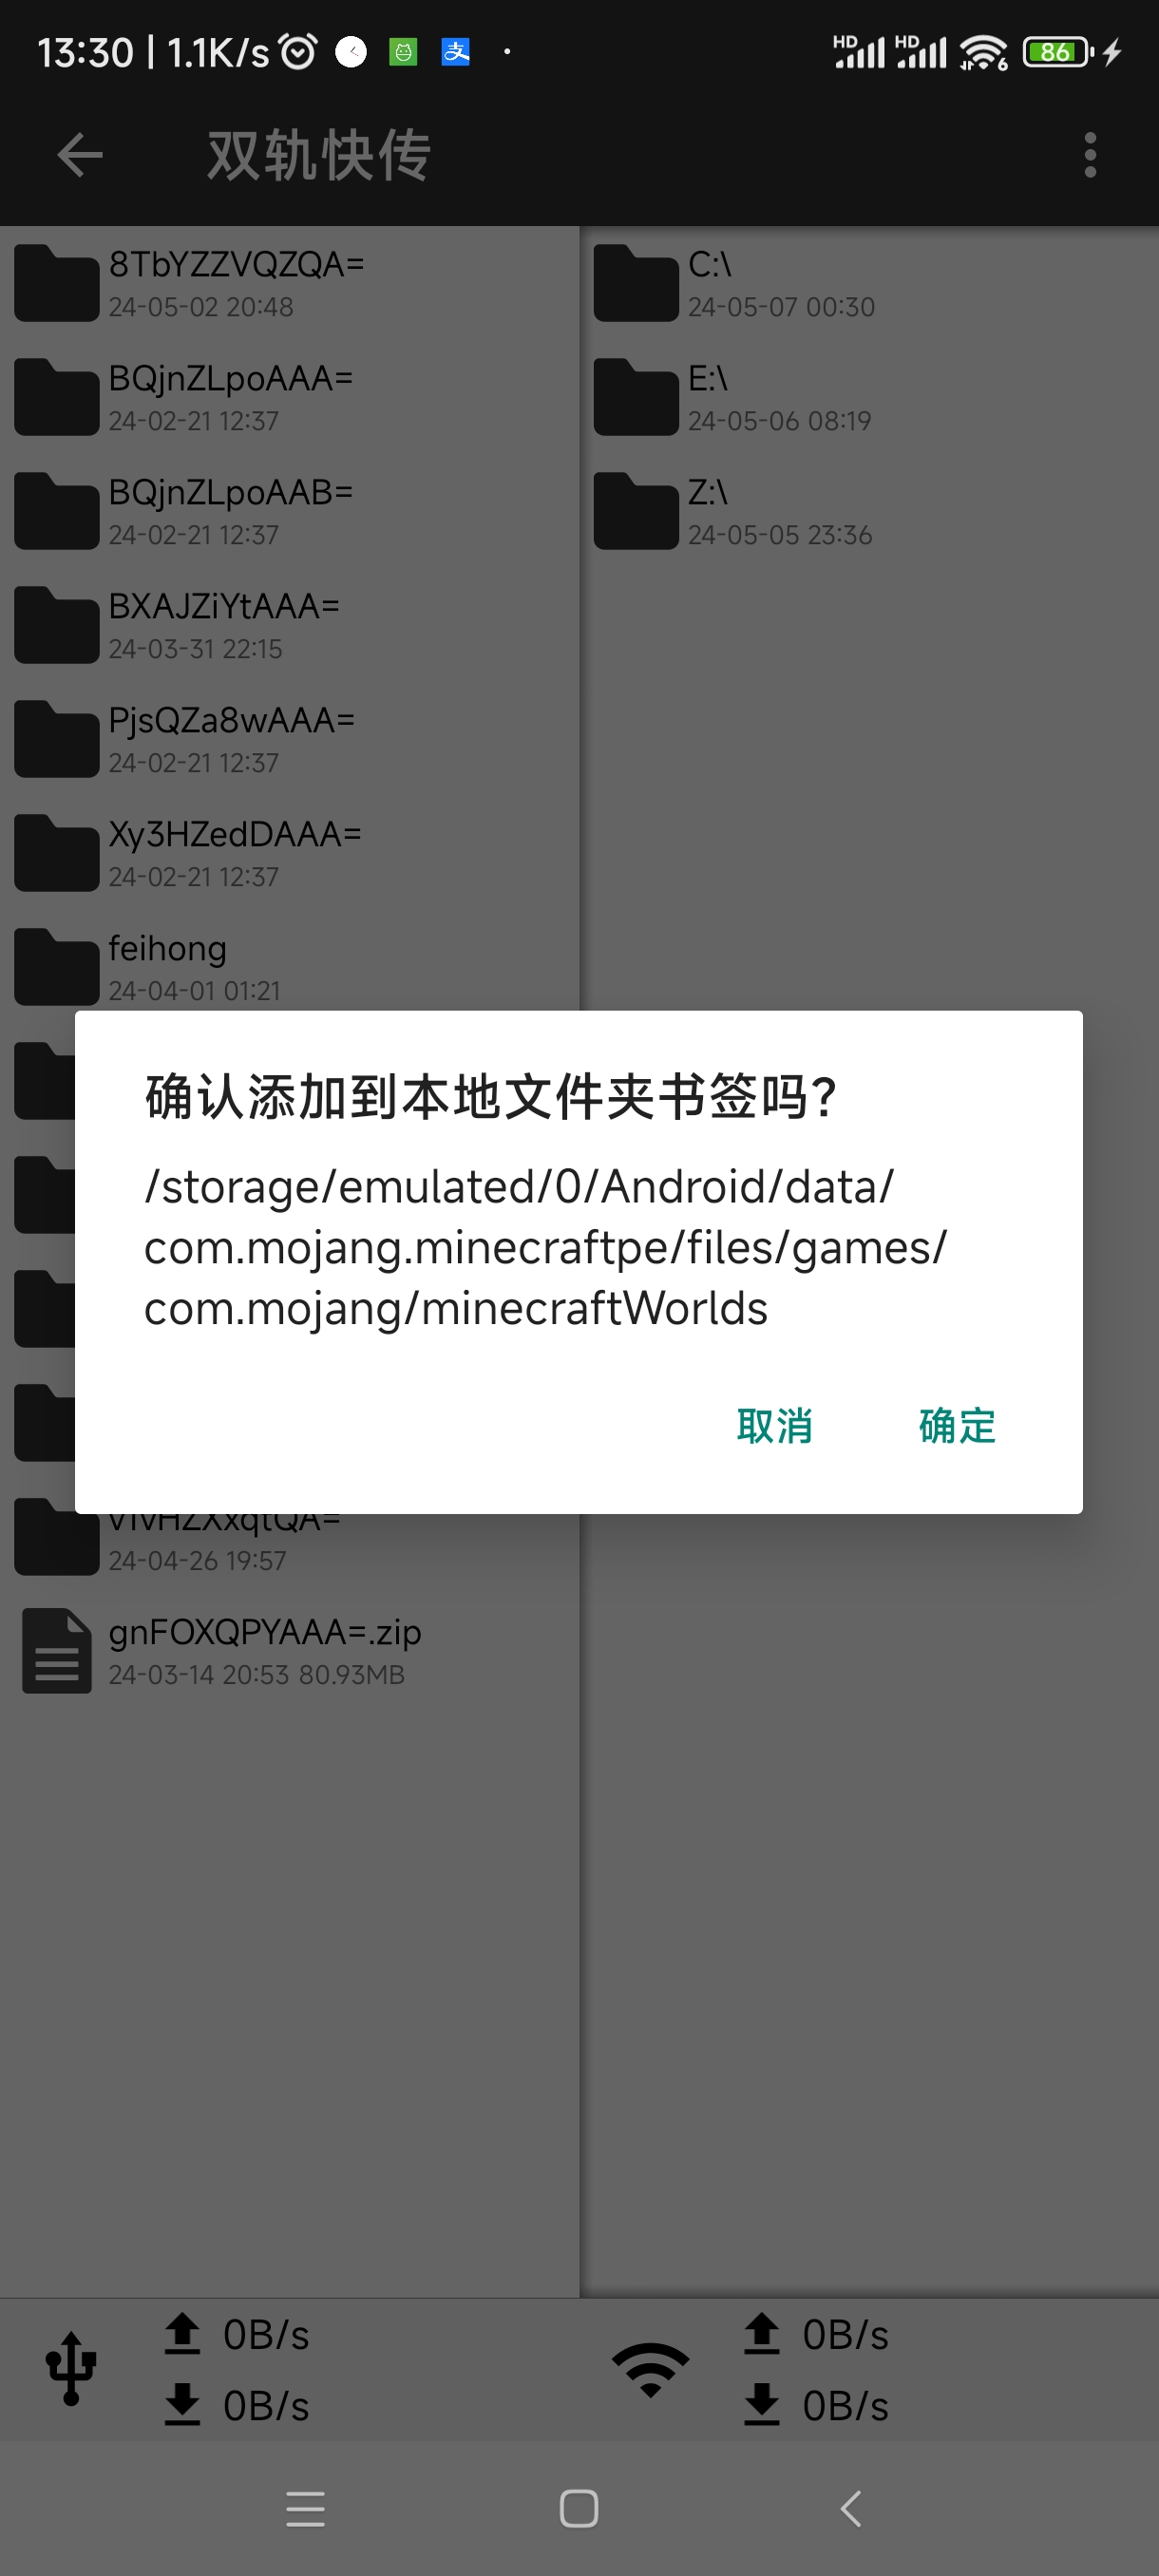 13:30 | 1.1K/s
支
HD HD 6 86
双轨快传
8TbYZZVQZQA=
24-05-02 20:48
BQjnZLpoAAA=
24-02-21 12:37
BQjnZLpoAAB=
24-02-21 12:37
BXAJZiYtAAA=
24-03-31 22:15
PjsQZa8wAAA=
24-02-21 12:37
Xy3HZedDAAA=
24-02-21 12:37
feihong
24-04-01 01:21
C:\
24-05-07 00:30
E:\
24-05-06 08:19
Z:\
24-05-05 23:36
确认添加到本地文件夹书签吗？
/storage/emulated/0/Android/data/
com.mojang.minecraftpe/files/games/
com.mojang/minecraftWorlds
取消
确定
24-04-26 19:57
gnFOXQPYAAA=.zip
24-03-14 20:53 80.93MB
0B/s
0B/s
0B/s
0B/s